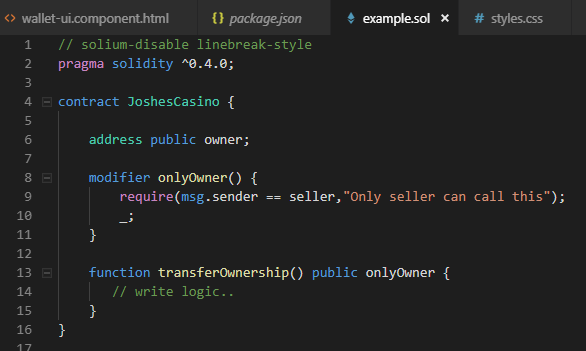 wallet-ui.component.html package.json example.sol styles.css
1 // solium-disable linebreak-style
2 pragma solidity ^0.4.0;
3
4 contract JoshesCasino {
5
6 address public owner;
7
8 modifier onlyOwner() {
9 require(msg.sender == seller,"Only seller can call this");
10 _;
11 }
12
13 function transferOwnership() public onlyOwner {
14 // write logic..
15 }
16 }
17